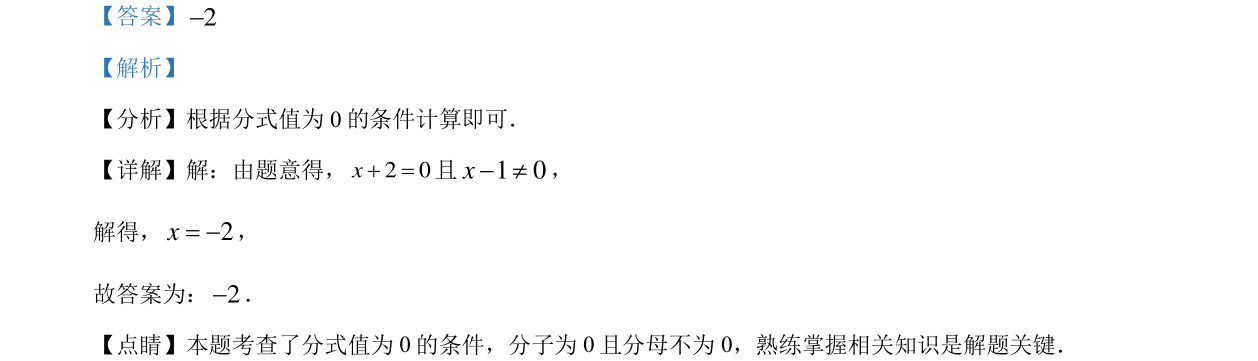 【答案】−2
【解析】
【分析】根据分式值为 0 的条件计算即可．
【详解】解：由题意得，x+2=0且x−1≠0，
解得，x=−2，
故答案为：−2．
【点睛】本题考查了分式值为 0 的条件，分子为 0 且分母不为 0，熟练掌握相关知识是解题关键．